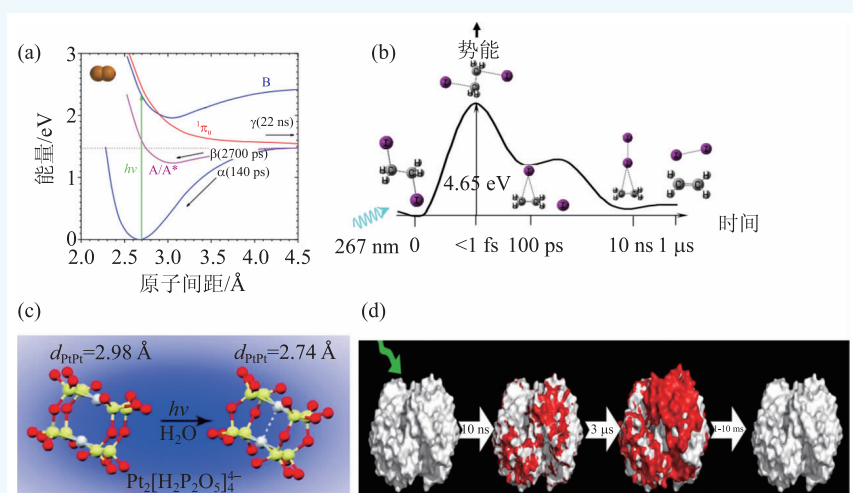 (a)
3
2
1
0
能量/eV
B
¹πᵤ
γ(22 ns)
β(2700 ps)
A/A*
α(140 ps)
hν
2.0 2.5 3.0 3.5 4.0 4.5
原子间距/Å
(b)
势能
4.65 eV
267 nm 0 <1 fs 100 ps 10 ns 1 μs
时间
(c)
dPtPt=2.98 Å dPtPt=2.74 Å
hν
H₂O
Pt₂[H₂P₂O₅]₄⁴⁻
(d)
10 ns 3 μs 1-10 ms